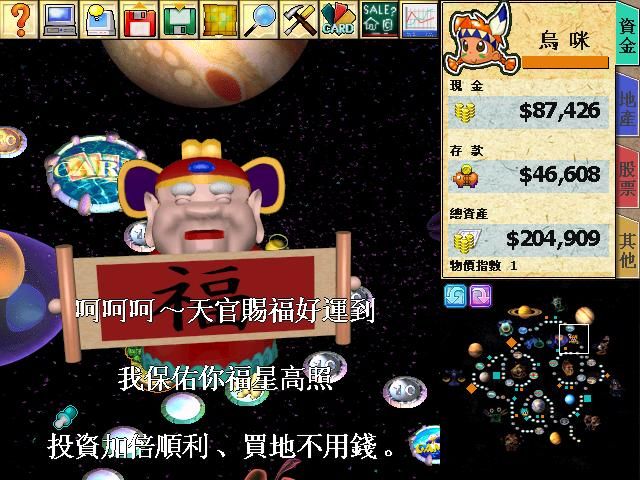 CARD
SALE?
烏咪
資金
現金
$87,426
地產
存款
$46,608
股票
總資產
$204,909
其他
物價指數 1
CAR
福
呵呵呵～天官賜福好運到
我保佑你福星高照
投資加倍順利、買地不用錢。